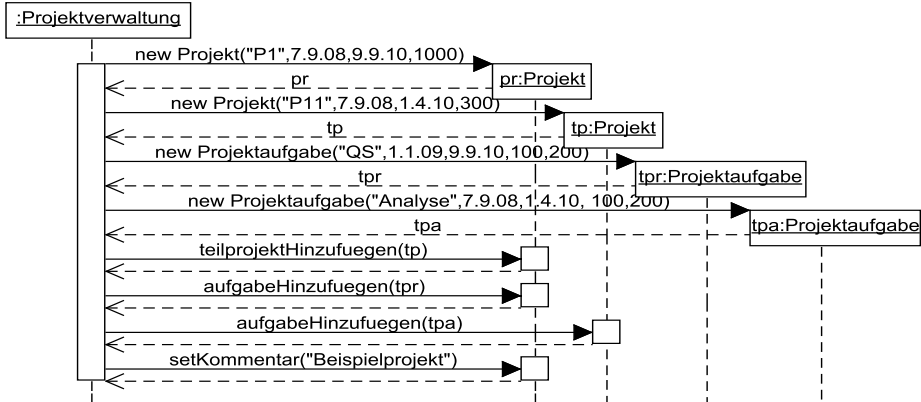 :Projektverwaltung
new Projekt("P1",7.9.08,9.9.10,1000)
pr
pr:Projekt
new Projekt("P11",7.9.08,1.4.10,300)
tp
tp:Projekt
new Projektaufgabe("QS",1.1.09,9.9.10,100,200)
tpr
tpr:Projektaufgabe
new Projektaufgabe("Analyse",7.9.08,1.4.10, 100,200)
tpa
tpa:Projektaufgabe
teilprojektHinzufuegen(tp)
aufgabeHinzufuegen(tpr)
aufgabeHinzufuegen(tpa)
setKommentar("Beispielprojekt")